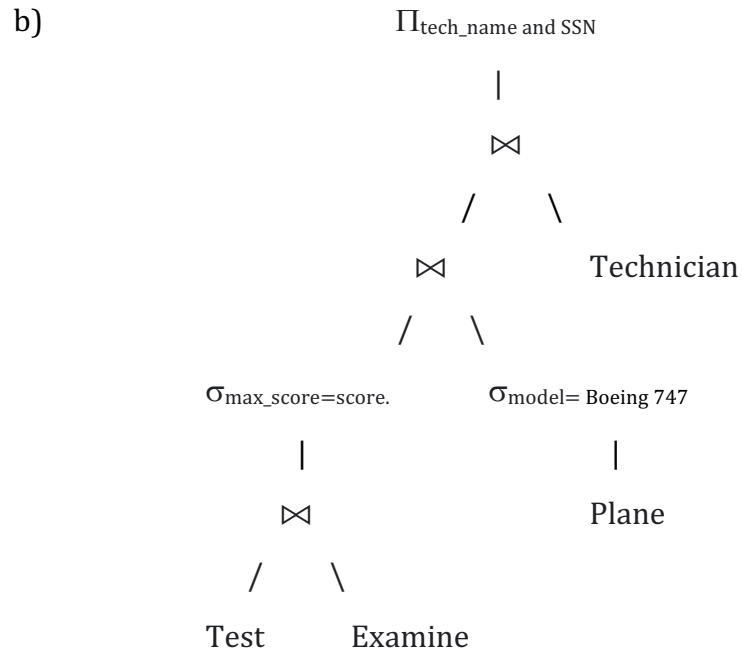 b) Πtech_name and SSN
|
⋈
/ \
⋈ Technician
/ \
σmax_score=score. σmodel= Boeing 747
| |
⋈ Plane
/ \
Test Examine